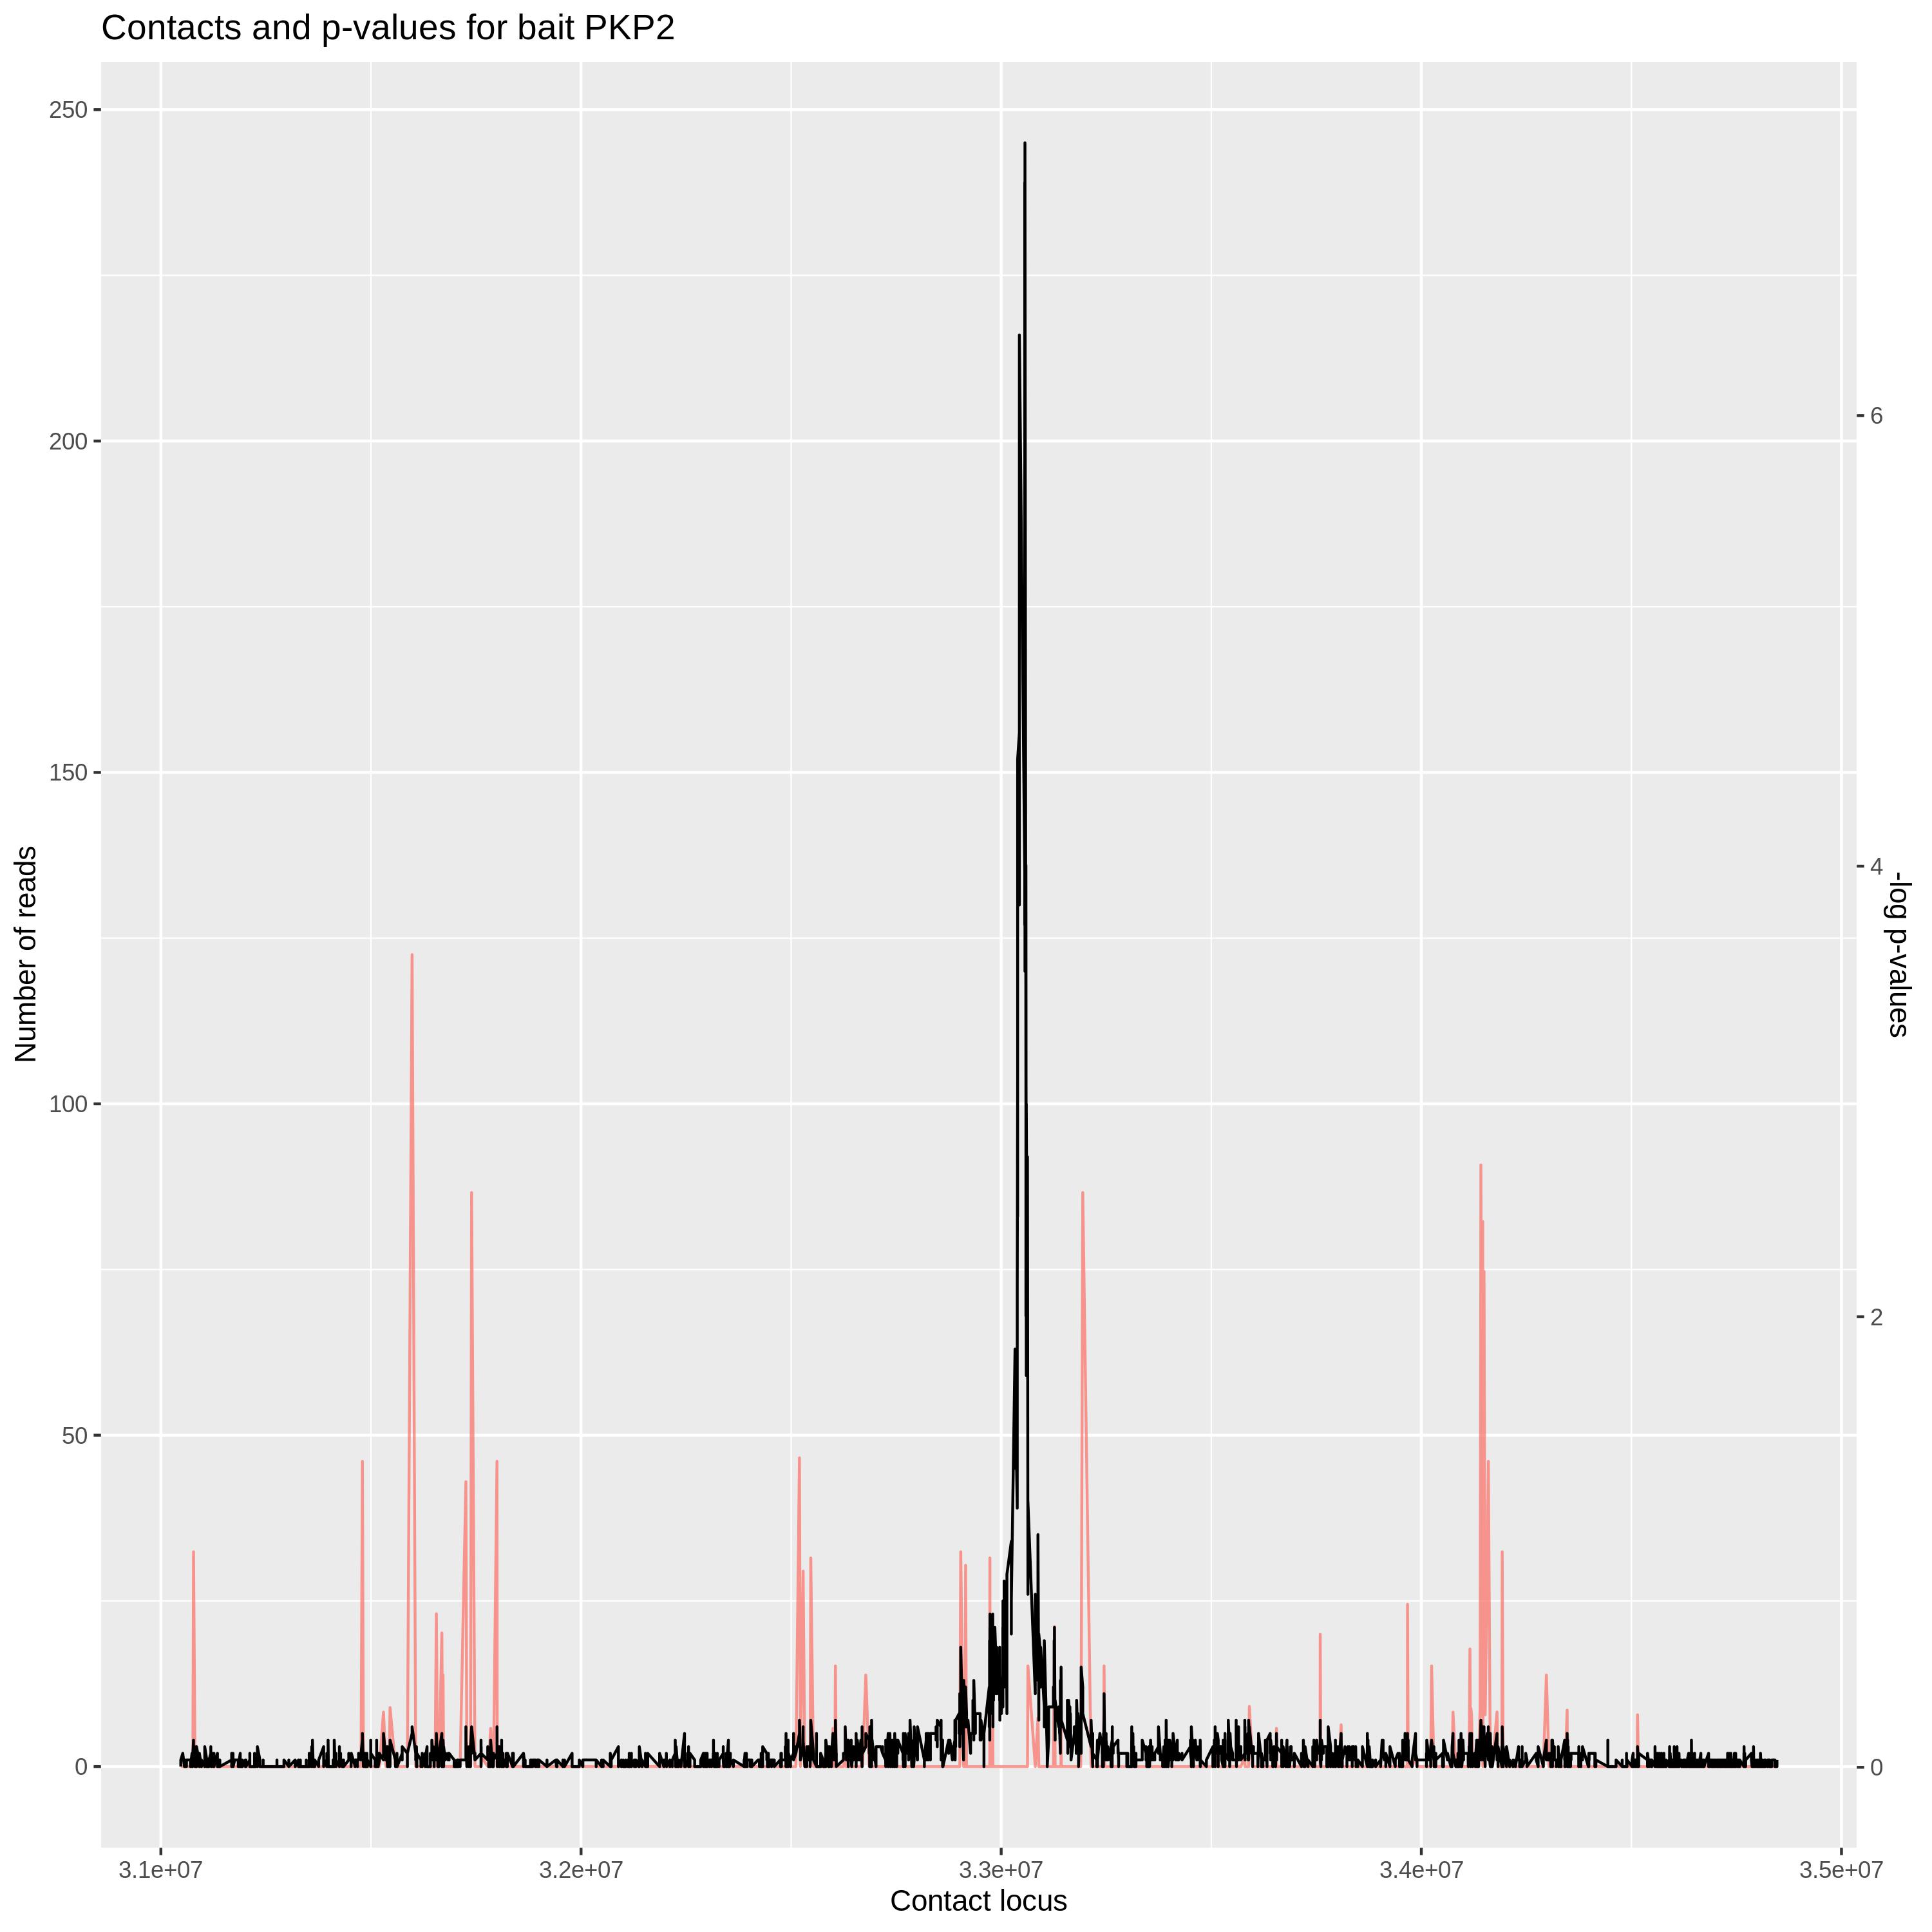 Contacts and p-values for bait PKP2
250
200
150
100
50
0
Number of reads
6
4
2
0
-log p-values
3.1e+07 3.2e+07 3.3e+07 3.4e+07 3.5e+07
Contact locus